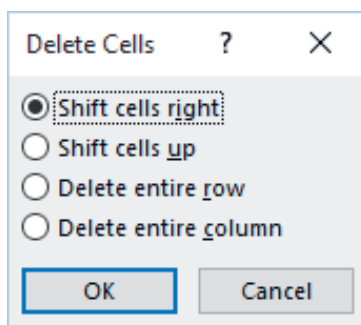 Delete Cells ? ×
Shift cells right
Shift cells up
Delete entire row
Delete entire column
OK Cancel